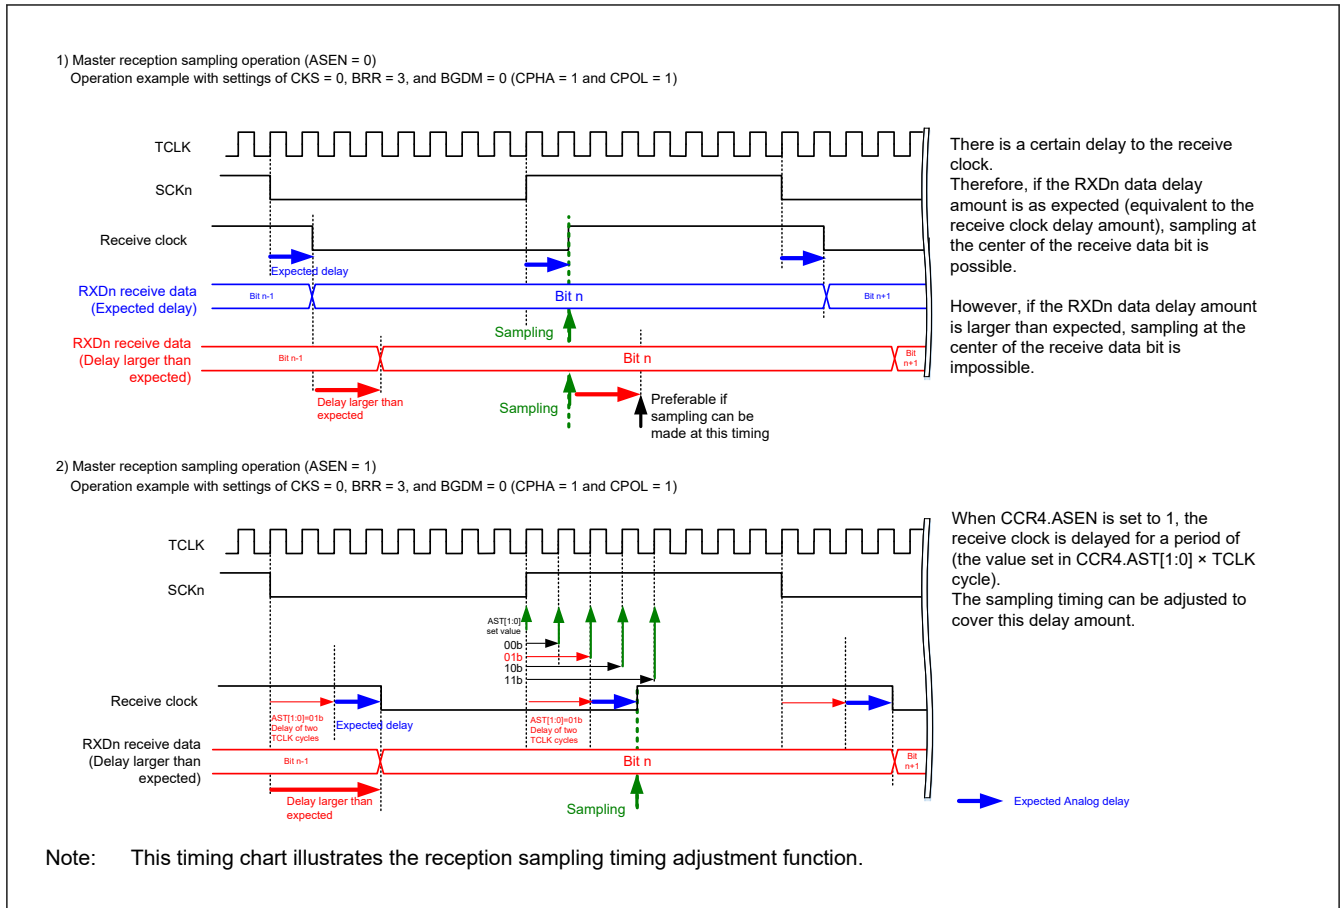 1) Master reception sampling operation (ASEN = 0)
Operation example with settings of CKS = 0, BRR = 3, and BGDM = 0 (CPHA = 1 and CPOL = 1)
TCLK
SCKn
Receive clock
Expected delay
RXDn receive data
(Expected delay)
Bit n-1
Bit n
Bit n+1
Sampling
RXDn receive data
(Delay larger than
expected)
Bit n-1
Bit n
Bit
n+1
Delay larger than
expected
Sampling
Preferable if
sampling can be
made at this timing
There is a certain delay to the receive
clock.
Therefore, if the RXDn data delay
amount is as expected (equivalent to the
receive clock delay amount), sampling at
the center of the receive data bit is
possible.
However, if the RXDn data delay amount
is larger than expected, sampling at the
center of the receive data bit is
impossible.
2) Master reception sampling operation (ASEN = 1)
Operation example with settings of CKS = 0, BRR = 3, and BGDM = 0 (CPHA = 1 and CPOL = 1)
TCLK
SCKn
AST[1:0]
set value
00b
01b
10b
11b
Receive clock
AST[1:0]=01b
Delay of two
TCLK cycles
Expected delay
AST[1:0]=01b
Delay of two
TCLK cycles
RXDn receive data
(Delay larger than
expected)
Bit n-1
Bit n
Bit
n+1
Delay larger than
expected
Sampling
When CCR4.ASEN is set to 1, the
receive clock is delayed for a period of
(the value set in CCR4.AST[1:0] × TCLK
cycle).
The sampling timing can be adjusted to
cover this delay amount.
Expected Analog delay
Note: This timing chart illustrates the reception sampling timing adjustment function.